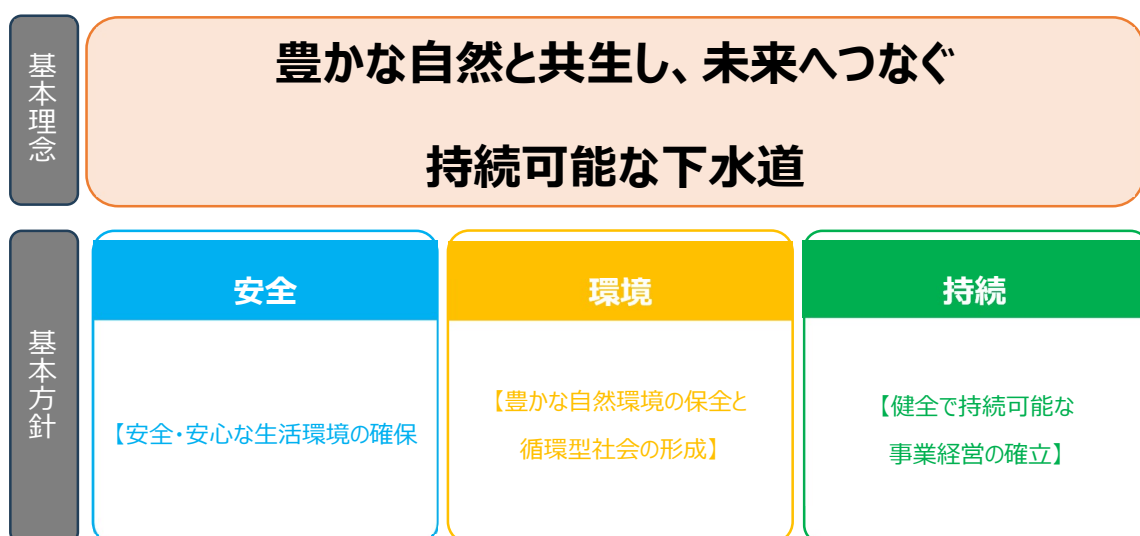 基本理念
豊かな自然と共生し、未来へつなぐ
持続可能な下水道
基本方針
安全
【安全・安心な生活環境の確保
環境
【豊かな自然環境の保全と
循環型社会の形成】
持続
【健全で持続可能な
事業経営の確立】